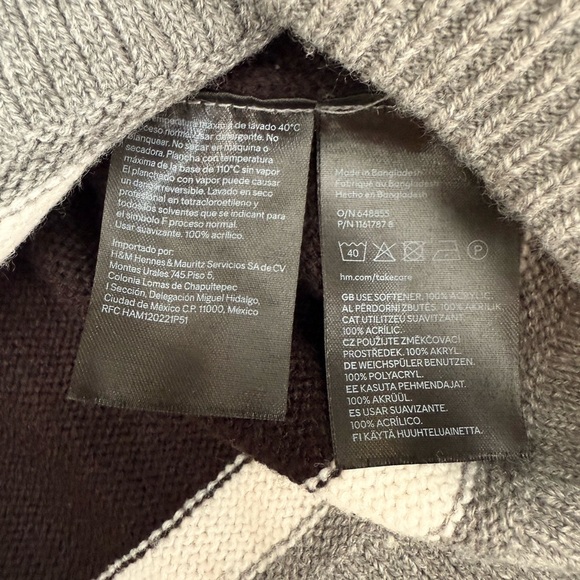 temperatura máxima de lavado 40°C
proceso normal. Usar detergente. No
blanquear. No secar en máquina o
secadora. Plancha con temperatura
máxima de la base de 110°C sin vapor
El planchado con vapor puede causar
un daño irreversible. Lavado en seco
profesional en tetracloroetileno y
todos los solventes que se indican para
el simbolo F proceso normal.
Usar suavizante. 100% acrílico.
Importado por:
H&M Hennes & Mauritz Servicios SA de CV
Montes Urales 745 Piso 5,
Colonia Lomas de Chapultepec
I Sección, Delegación Miguel Hidalgo,
Ciudad de México C.P. 11000, México
RFC HAM120221P51
Made in Bangladesh
Fabriqué au Bangladesh
Hecho en Bangladesh
O/N 648855
P/N 1161787 8
40
P
hm.com/takecare
GB USE SOFTENER. 100% ACRYLIC.
AL PËRDORNI ZBUTËS. 100% AKRILIK
CAT UTILITZEU SUAVITZANT.
100% ACRÍLIC.
CZ POUŽIJTE ZMĚKČOVACÍ
PROSTŘEDEK. 100% AKRYL.
DE WEICHSPÜLER BENUTZEN.
100% POLYACRYL.
EE KASUTA PEHMENDAJAT.
100% AKRÜÜL.
ES USAR SUAVIZANTE.
100% ACRÍLICO.
FI KÄYTÄ HUUHTELUAINETTA.